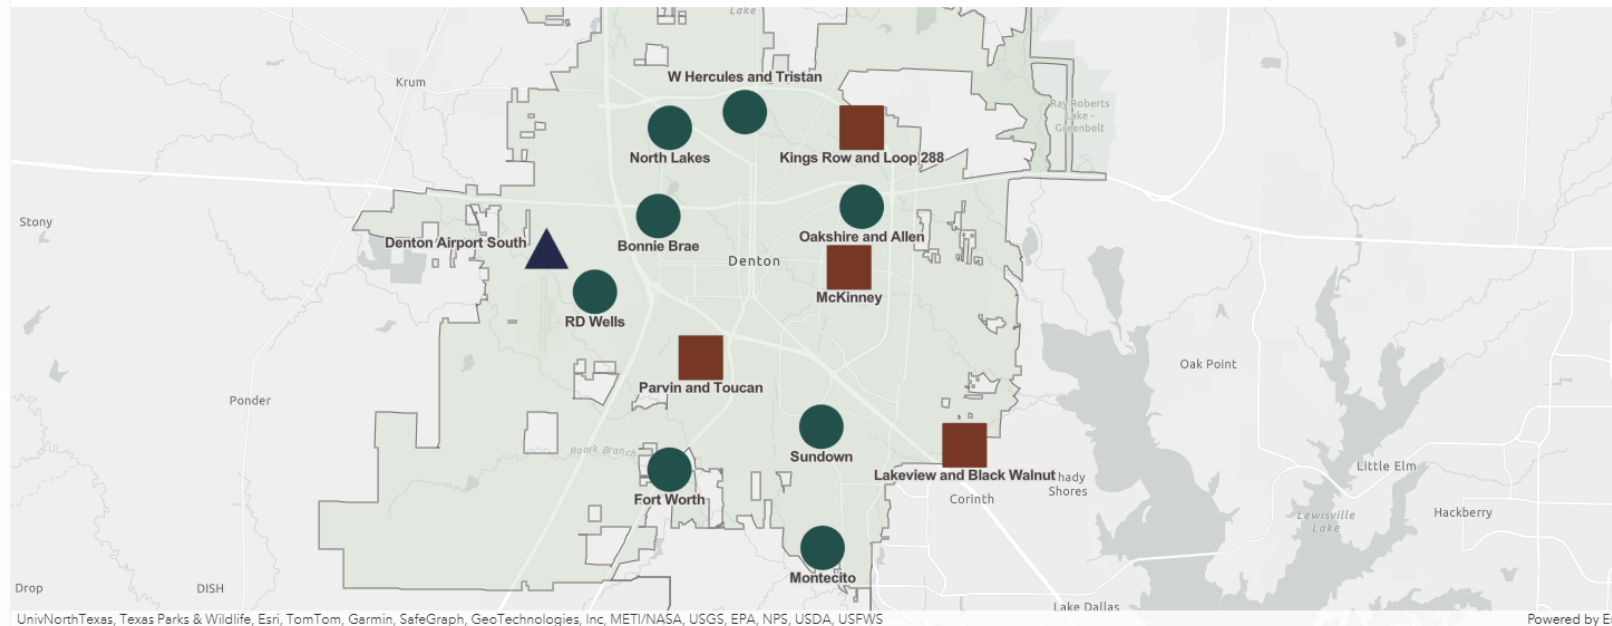 Lake
W Hercules and Tristan
Krum
Ray Roberts
Lake -
Greenbelt
North Lakes
Kings Row and Loop 288
Stony
Denton Airport South
Bonnie Brae
Oakshire and Allen
Denton
McKinney
RD Wells
Oak Point
Parvin and Toucan
Ponder
Roark Branch
Sundown
Little Elm
Lakeview and Black Walnut
hady
Shores
Fort Worth
Corinth
Lewisville
Lake
Hackberry
Montecito
Drop
DISH
Lake Dallas
UnivNorthTexas, Texas Parks & Wildlife, Esri, TomTom, Garmin, SafeGraph, GeoTechnologies, Inc, METI/NASA, USGS, EPA, NPS, USDA, USFWS
Powered by Es